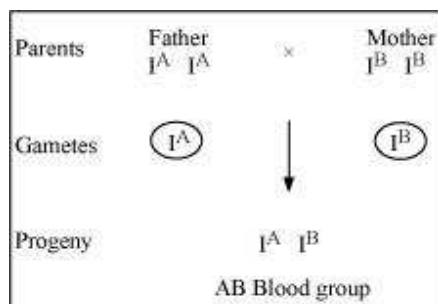 Parents Father × Mother
I^A I^A I^B I^B
Gametes I^A I^B
Progeny I^A I^B
AB Blood group